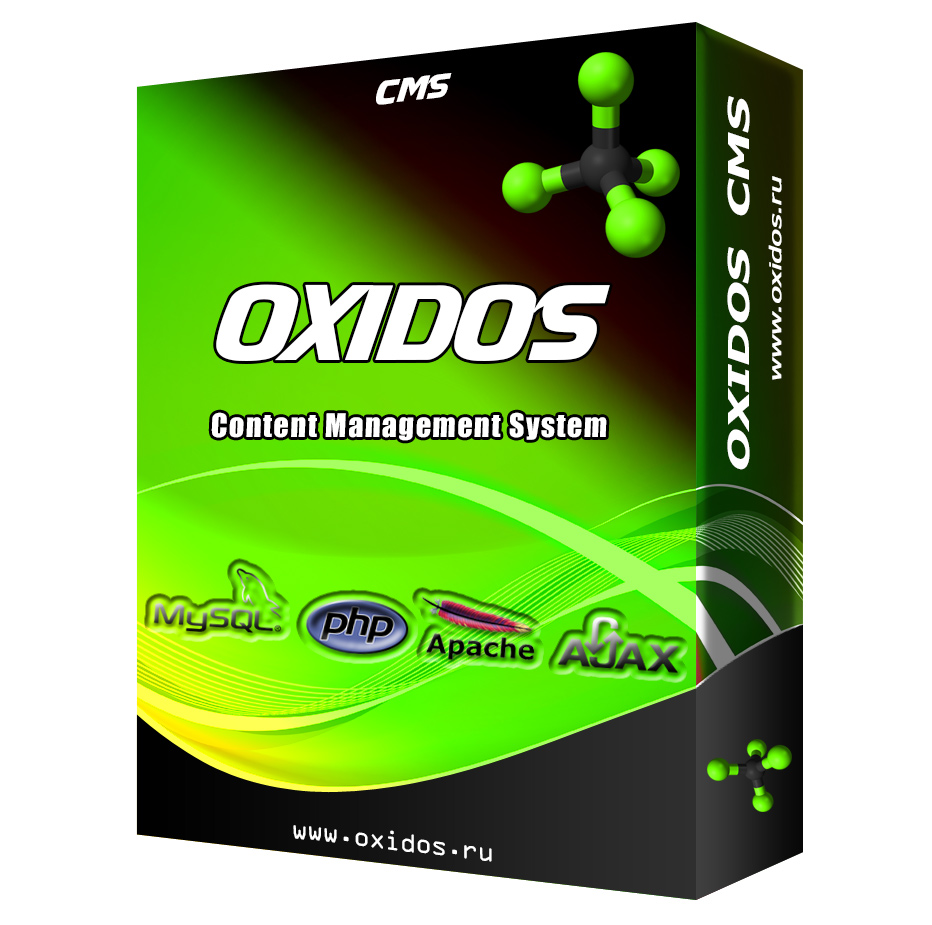 CMS
OXIDOS
Content Management System
MySQL®
php
Apache
AJAX
www.oxidos.ru
OXIDOS CMS
www.oxidos.ru